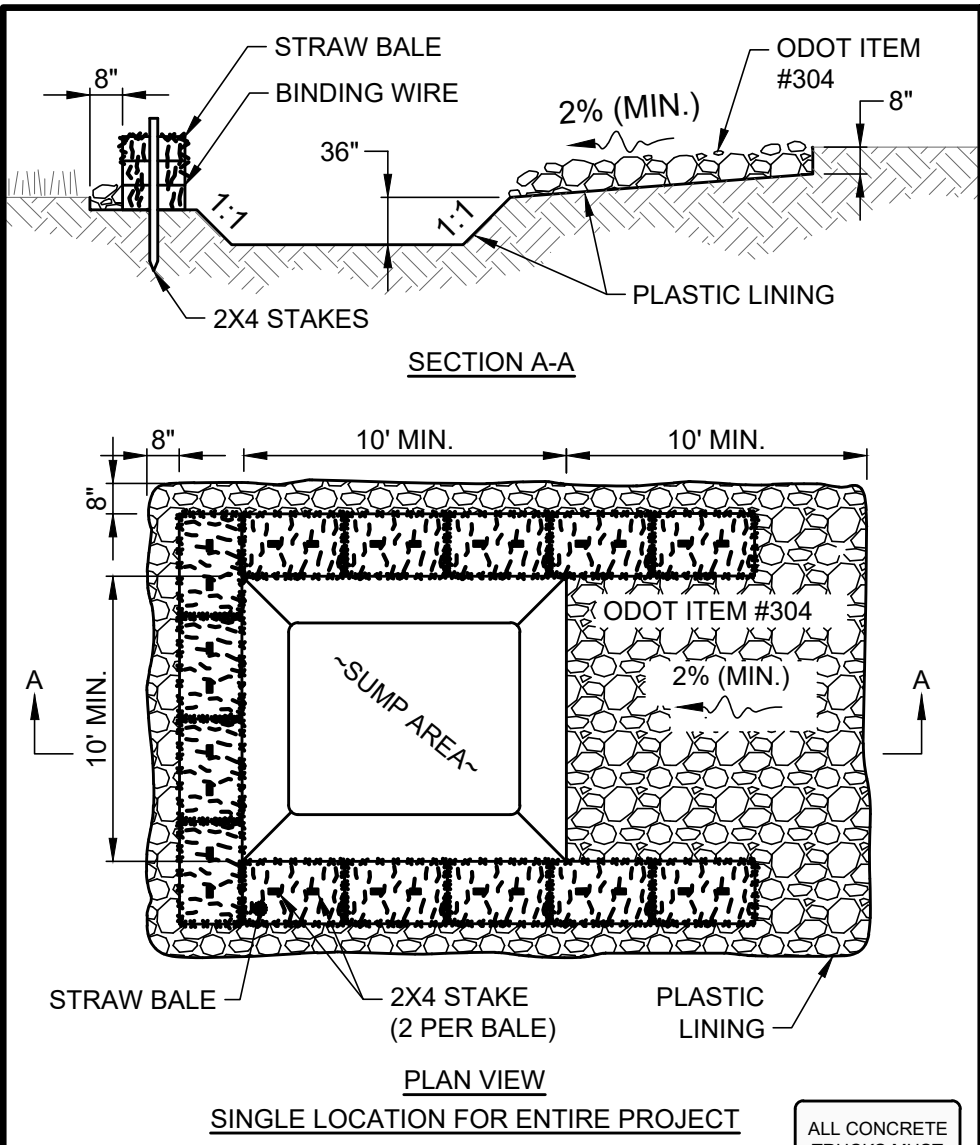 STRAW BALE
ODOT ITEM
#304
8"
BINDING WIRE
2% (MIN.)
8"
36"
1:1
1:1
PLASTIC LINING
2X4 STAKES
SECTION A-A
8"
10' MIN.
10' MIN.
8"
ODOT ITEM #304
2% (MIN.)
~SUMP AREA~
A
A
10' MIN.
STRAW BALE
2X4 STAKE
(2 PER BALE)
PLASTIC
LINING
PLAN VIEW
SINGLE LOCATION FOR ENTIRE PROJECT
ALL CONCRETE
TRUCKS MUST